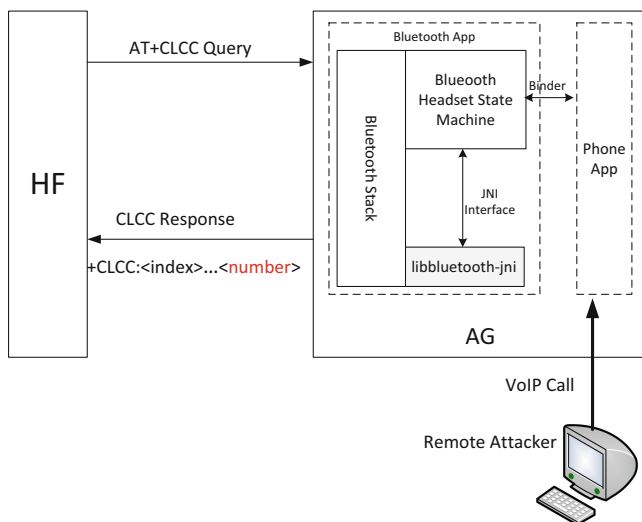 AT+CLCC Query
HF
CLCC Response
+CLCC:<index>...<number>
Bluetooth App
Blueooth
Headset State
Machine
Bluetooth Stack
JNI
Interface
libbluetooth-jni
Binder
Phone
App
AG
VoIP Call
Remote Attacker